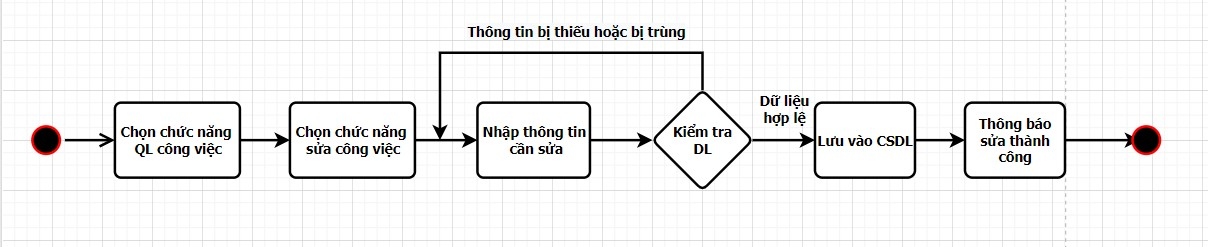 Thông tin bị thiếu hoặc bị trùng
Chọn chức năng
QL công việc
Chọn chức năng
sửa công việc
Nhập thông tin
cần sửa
Kiểm tra
DL
Dữ liệu
hợp lệ
Lưu vào CSDL
Thông báo
sửa thành
công